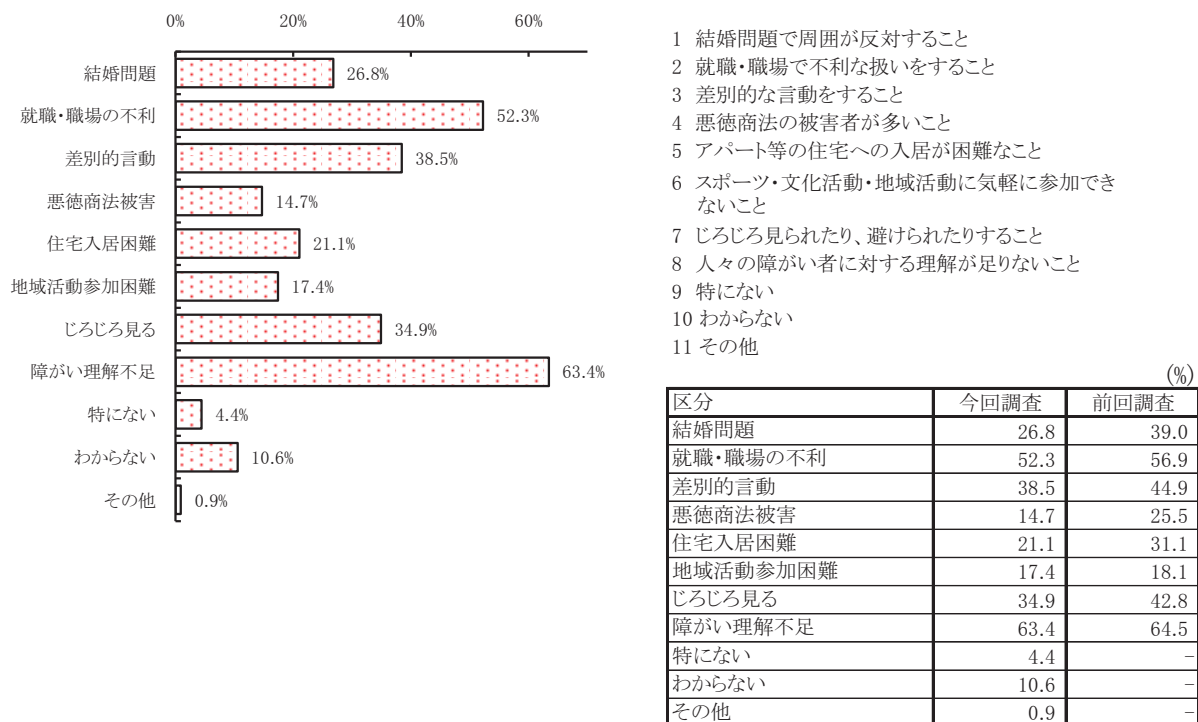 0% 20% 40% 60%
結婚問題 26.8%
就職・職場の不利 52.3%
差別的言動 38.5%
悪徳商法被害 14.7%
住宅入居困難 21.1%
地域活動参加困難 17.4%
じろじろ見る 34.9%
障がい理解不足 63.4%
特にない 4.4%
わからない 10.6%
その他 0.9%
1 結婚問題で周囲が反対すること
2 就職・職場で不利な扱いをすること
3 差別的な言動をすること
4 悪徳商法の被害者が多いこと
5 アパート等の住宅への入居が困難なこと
6 スポーツ・文化活動・地域活動に気軽に参加でき
ないこと
7 じろじろ見られたり、避けられたりすること
8 人々の障がい者に対する理解が足りないこと
9 特にない
10 わからない
11 その他
(%)
区分 今回調査 前回調査
結婚問題 26.8 39.0
就職・職場の不利 52.3 56.9
差別的言動 38.5 44.9
悪徳商法被害 14.7 25.5
住宅入居困難 21.1 31.1
地域活動参加困難 17.4 18.1
じろじろ見る 34.9 42.8
障がい理解不足 63.4 64.5
特にない 4.4 −
わからない 10.6 −
その他 0.9 −